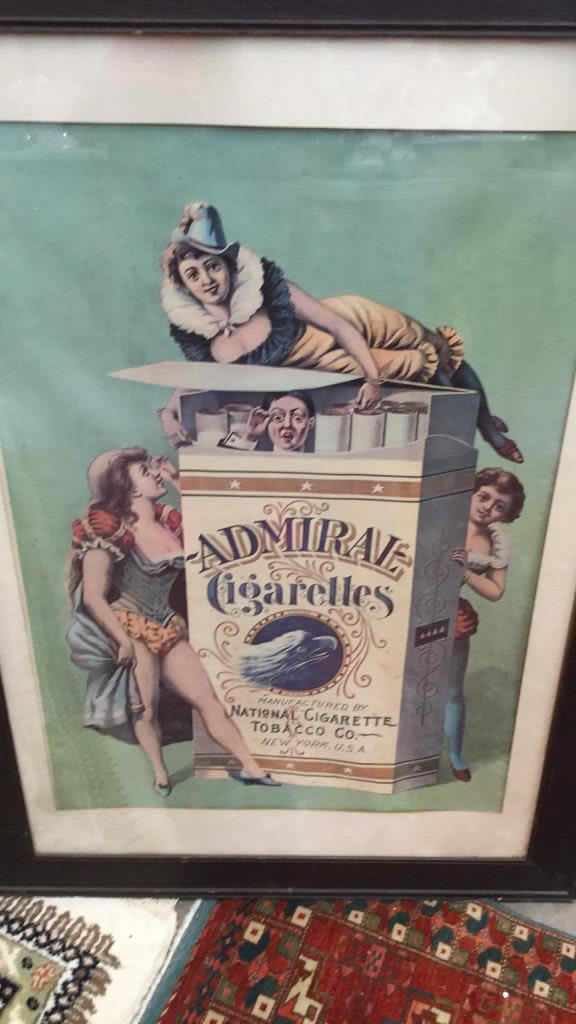 ADMIRAL
Cigarettes
MANUFACTURED BY
NATIONAL CIGARETTE
TOBACCO CO.
NEW YORK, U.S.A.